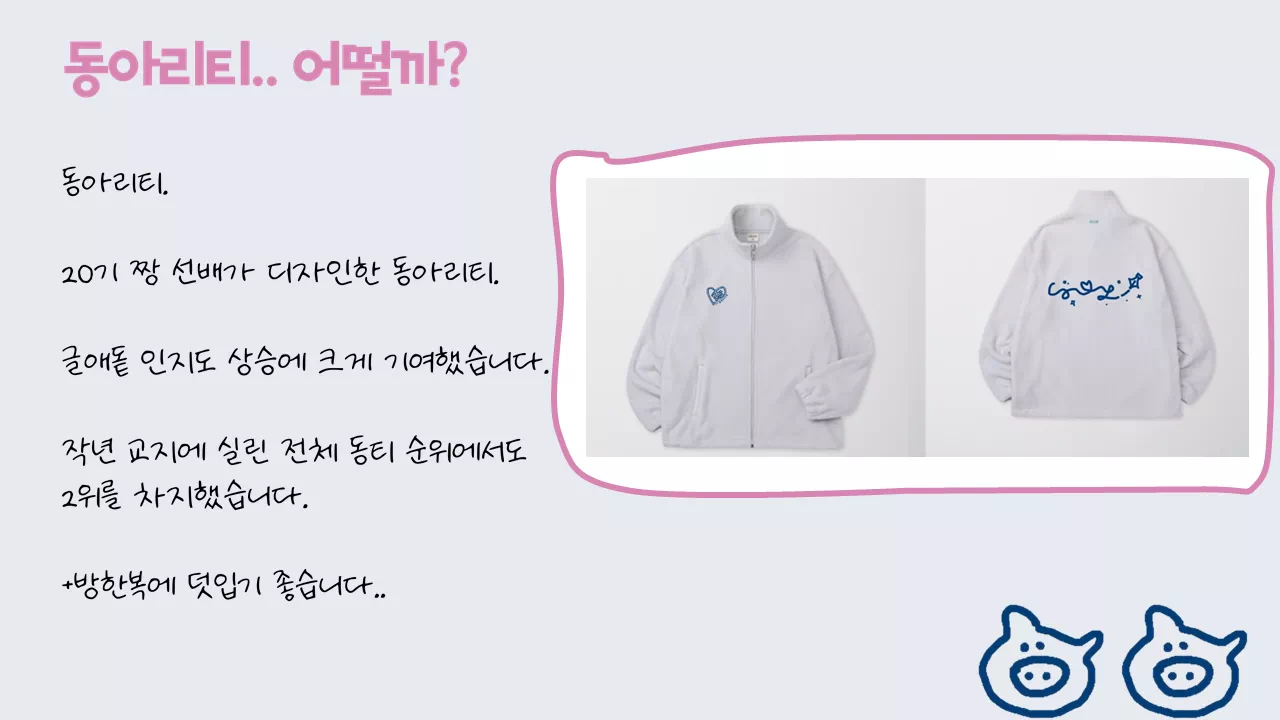 동아리티.. 어떨까?
동아리티.
20기 짱 선배가 디자인한 동아리티.
글애돝 인지도 상승에 크게 기여했습니다.
작년 교지에 실린 전체 동티 순위에서도
2위를 차지했습니다.
+방한복에 덧입기 좋습니다..